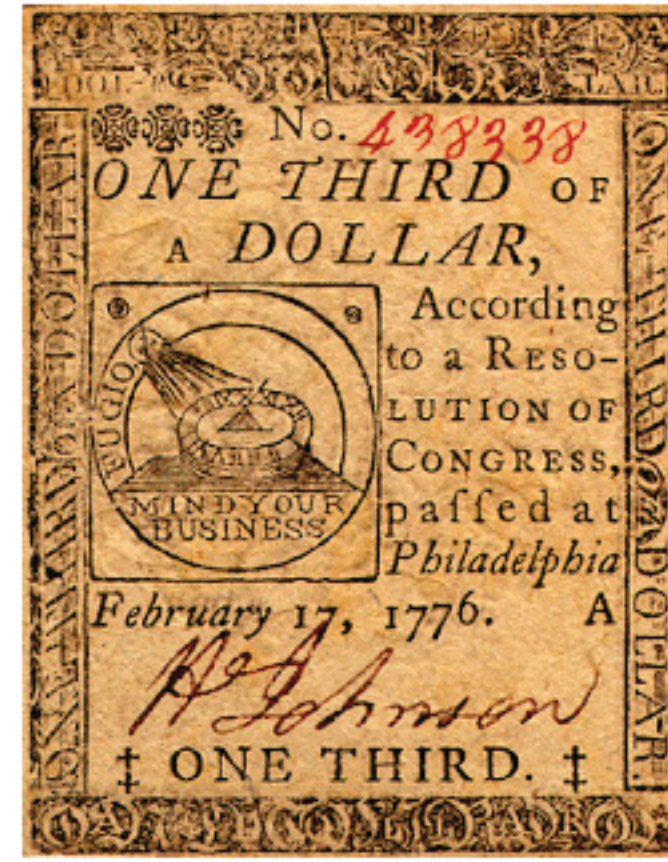 No. 438338
ONE THIRD OF
A DOLLAR,
According
to a RESO-
LUTION OF
CONGRESS,
paſſed at
Philadelphia
FUGIO
MIND YOUR
BUSINESS
February 17, 1776. A
Johnson
‡ ONE THIRD. ‡